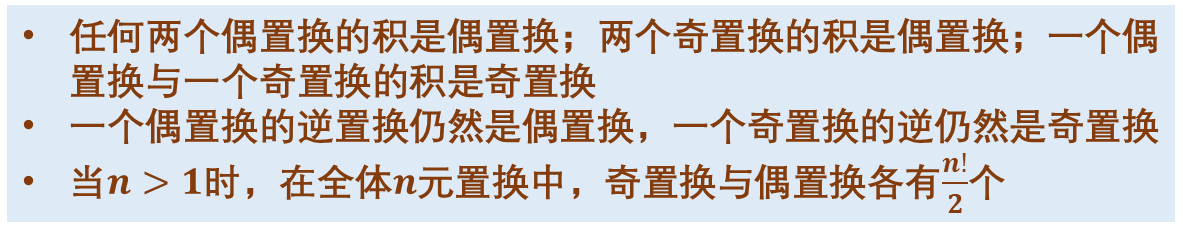 • 任何两个偶置换的积是偶置换；两个奇置换的积是偶置换；一个偶
置换与一个奇置换的积是奇置换
• 一个偶置换的逆置换仍然是偶置换，一个奇置换的逆仍然是奇置换
• 当n > 1时，在全体n元置换中，奇置换与偶置换各有n!/2个